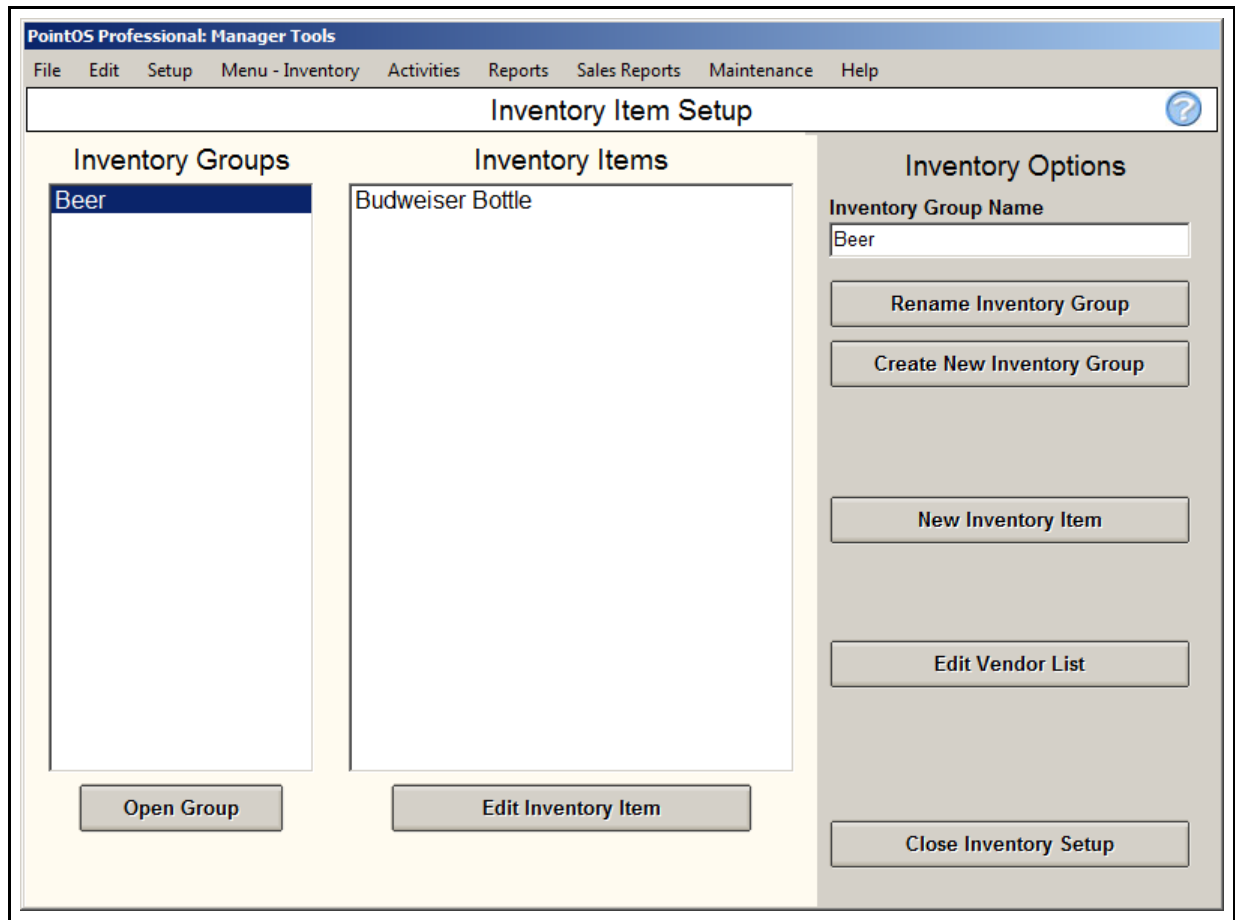 PointOS Professional: Manager Tools
File Edit Setup Menu - Inventory Activities Reports Sales Reports Maintenance Help
Inventory Item Setup
?
Inventory Groups
Beer
Open Group
Inventory Items
Budweiser Bottle
Edit Inventory Item
Inventory Options
Inventory Group Name
Beer
Rename Inventory Group
Create New Inventory Group
New Inventory Item
Edit Vendor List
Close Inventory Setup